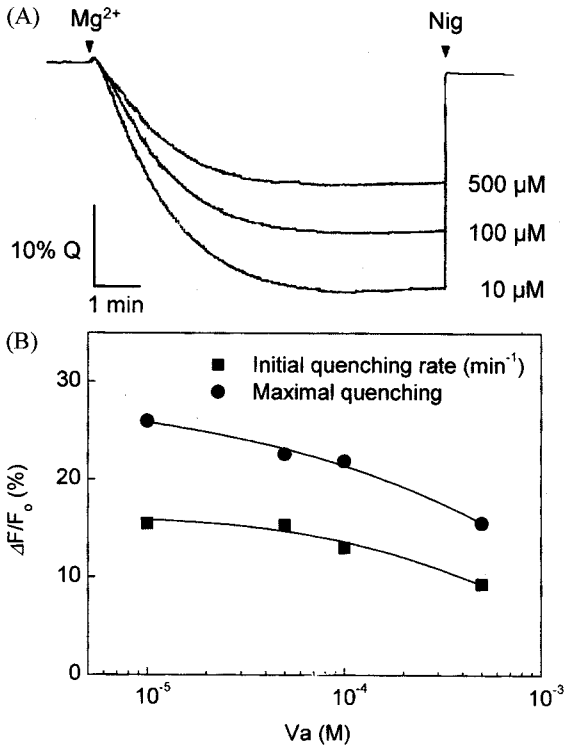 (A)
Mg²⁺
Nig
500 µM
100 µM
10 µM
10% Q
1 min
(B)
Initial quenching rate (min⁻¹)
Maximal quenching
30
20
10
0
ΔF/Fₒ (%)
10⁻⁵
10⁻⁴
10⁻³
Va (M)